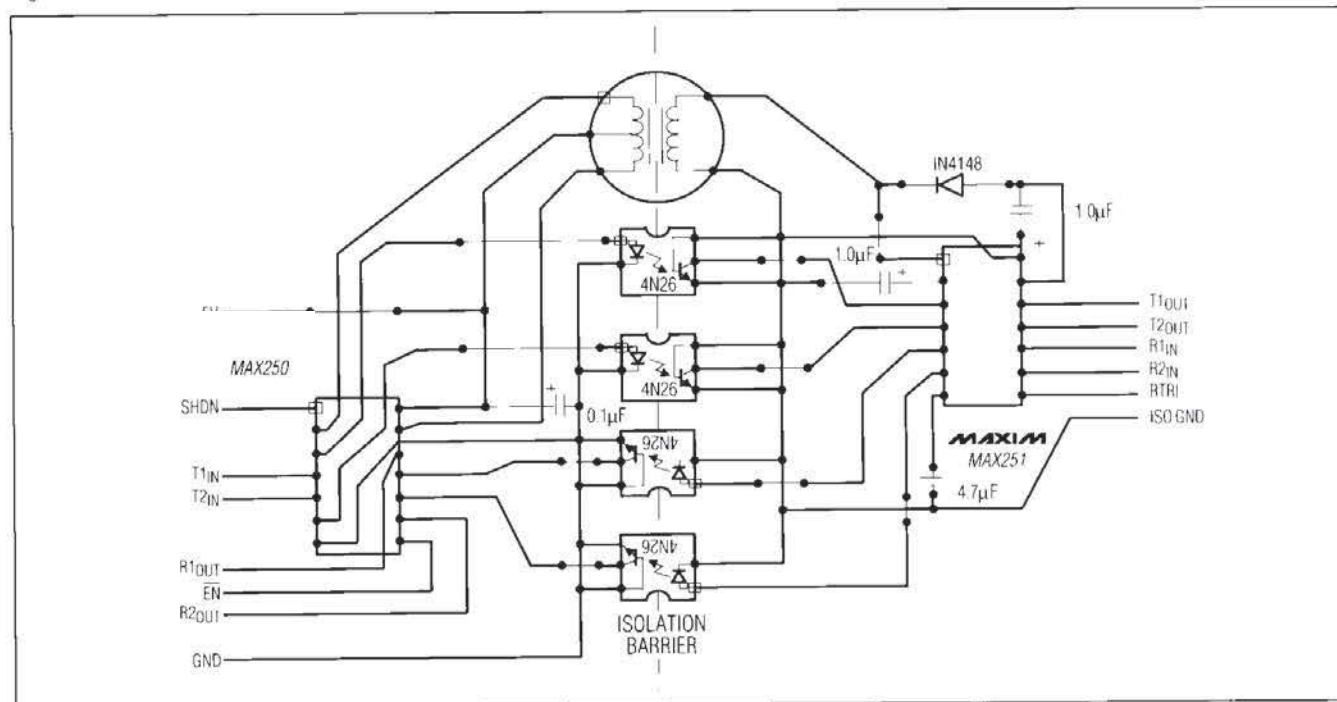 IN4148
1.0µF
1.0µF
+
+
4N26
T1OUT
T2OUT
MAX250
4N26
R1IN
R2IN
SHDN
+
0.1µF
RTRI
ISO GND
4N26
MAXIM
MAX251
T1IN
T2IN
4.7µF
4N26
R1OUT
EN
R2OUT
ISOLATION
BARRIER
GND